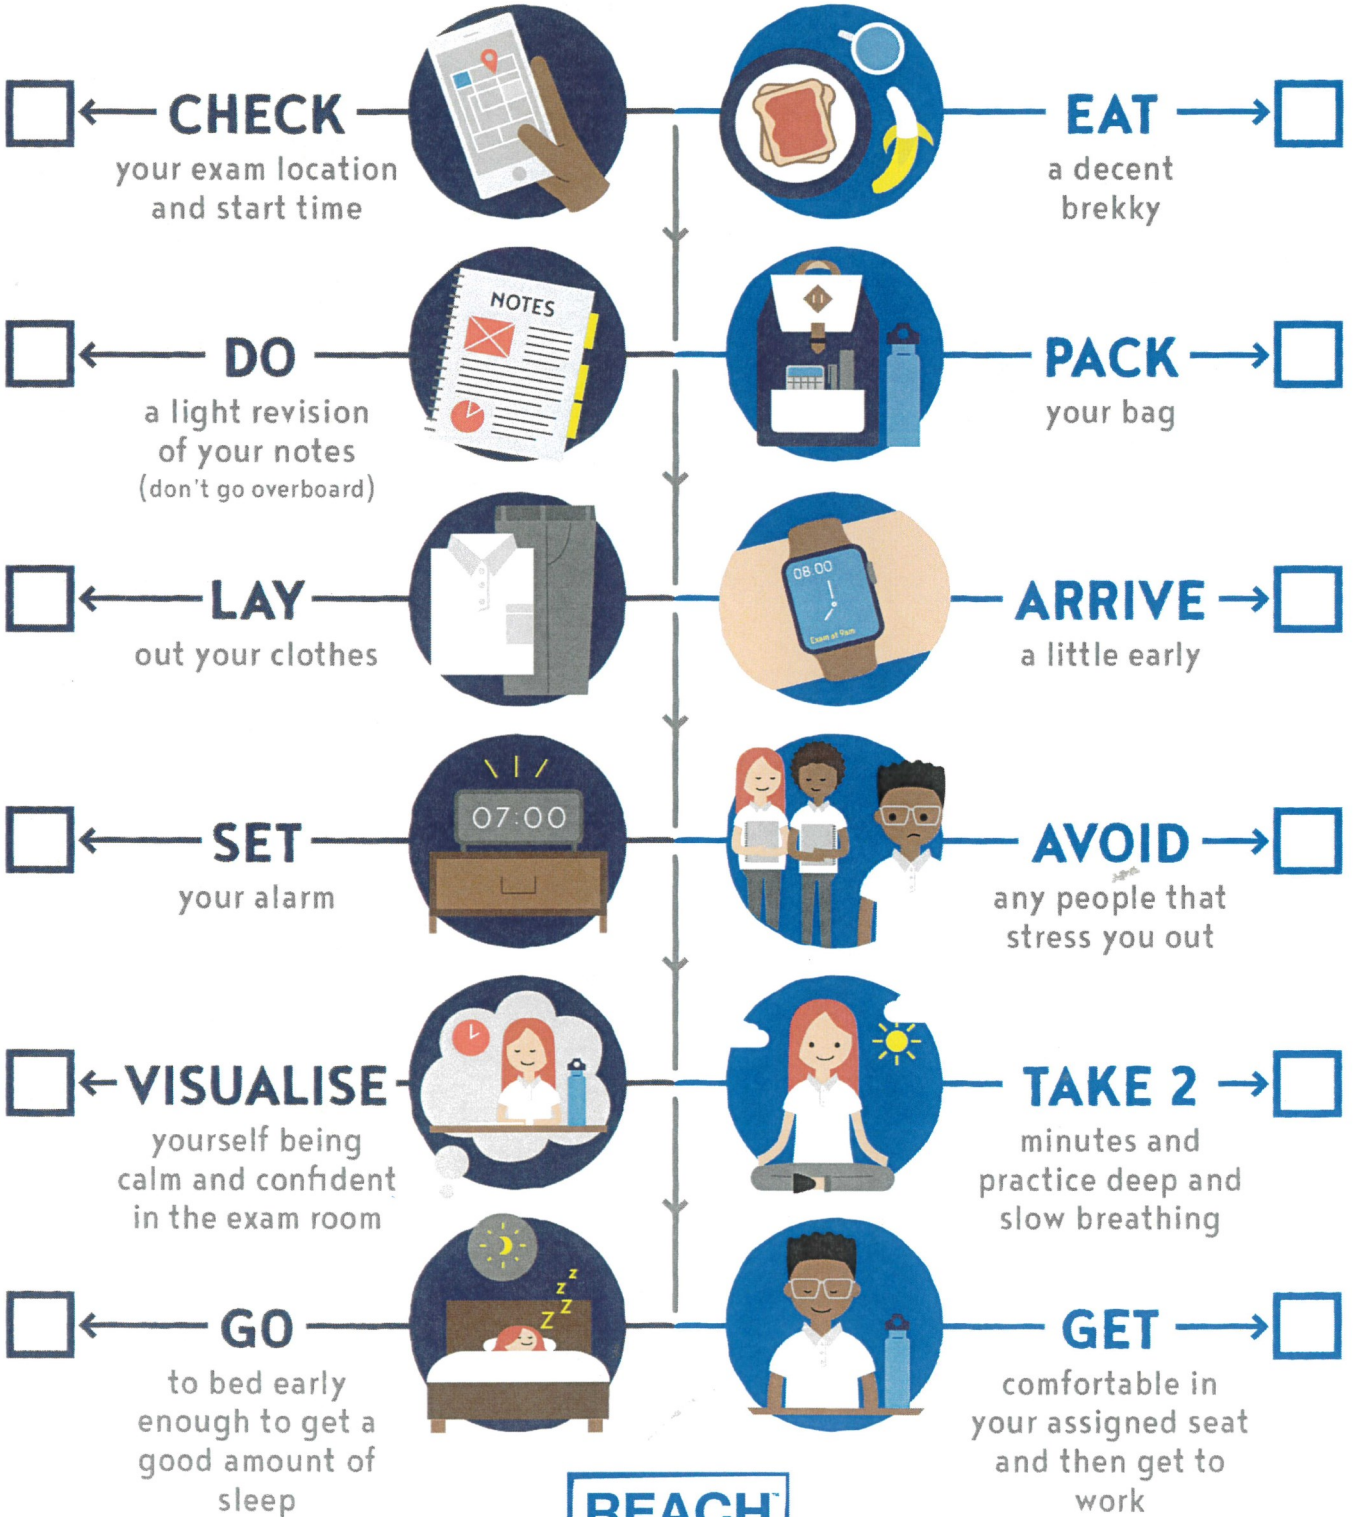 CHECK
your exam location
and start time
EAT
a decent
brekky
NOTES
DO
a light revision
of your notes
(don't go overboard)
PACK
your bag
LAY
out your clothes
08:00
Exam at 9am
ARRIVE
a little early
07:00
SET
your alarm
AVOID
any people that
stress you out
VISUALISE
yourself being
calm and confident
in the exam room
TAKE 2
minutes and
practice deep and
slow breathing
z
z
z
Z
GO
to bed early
enough to get a
good amount of
sleep
GET
comfortable in
your assigned seat
and then get to
work
REACH™